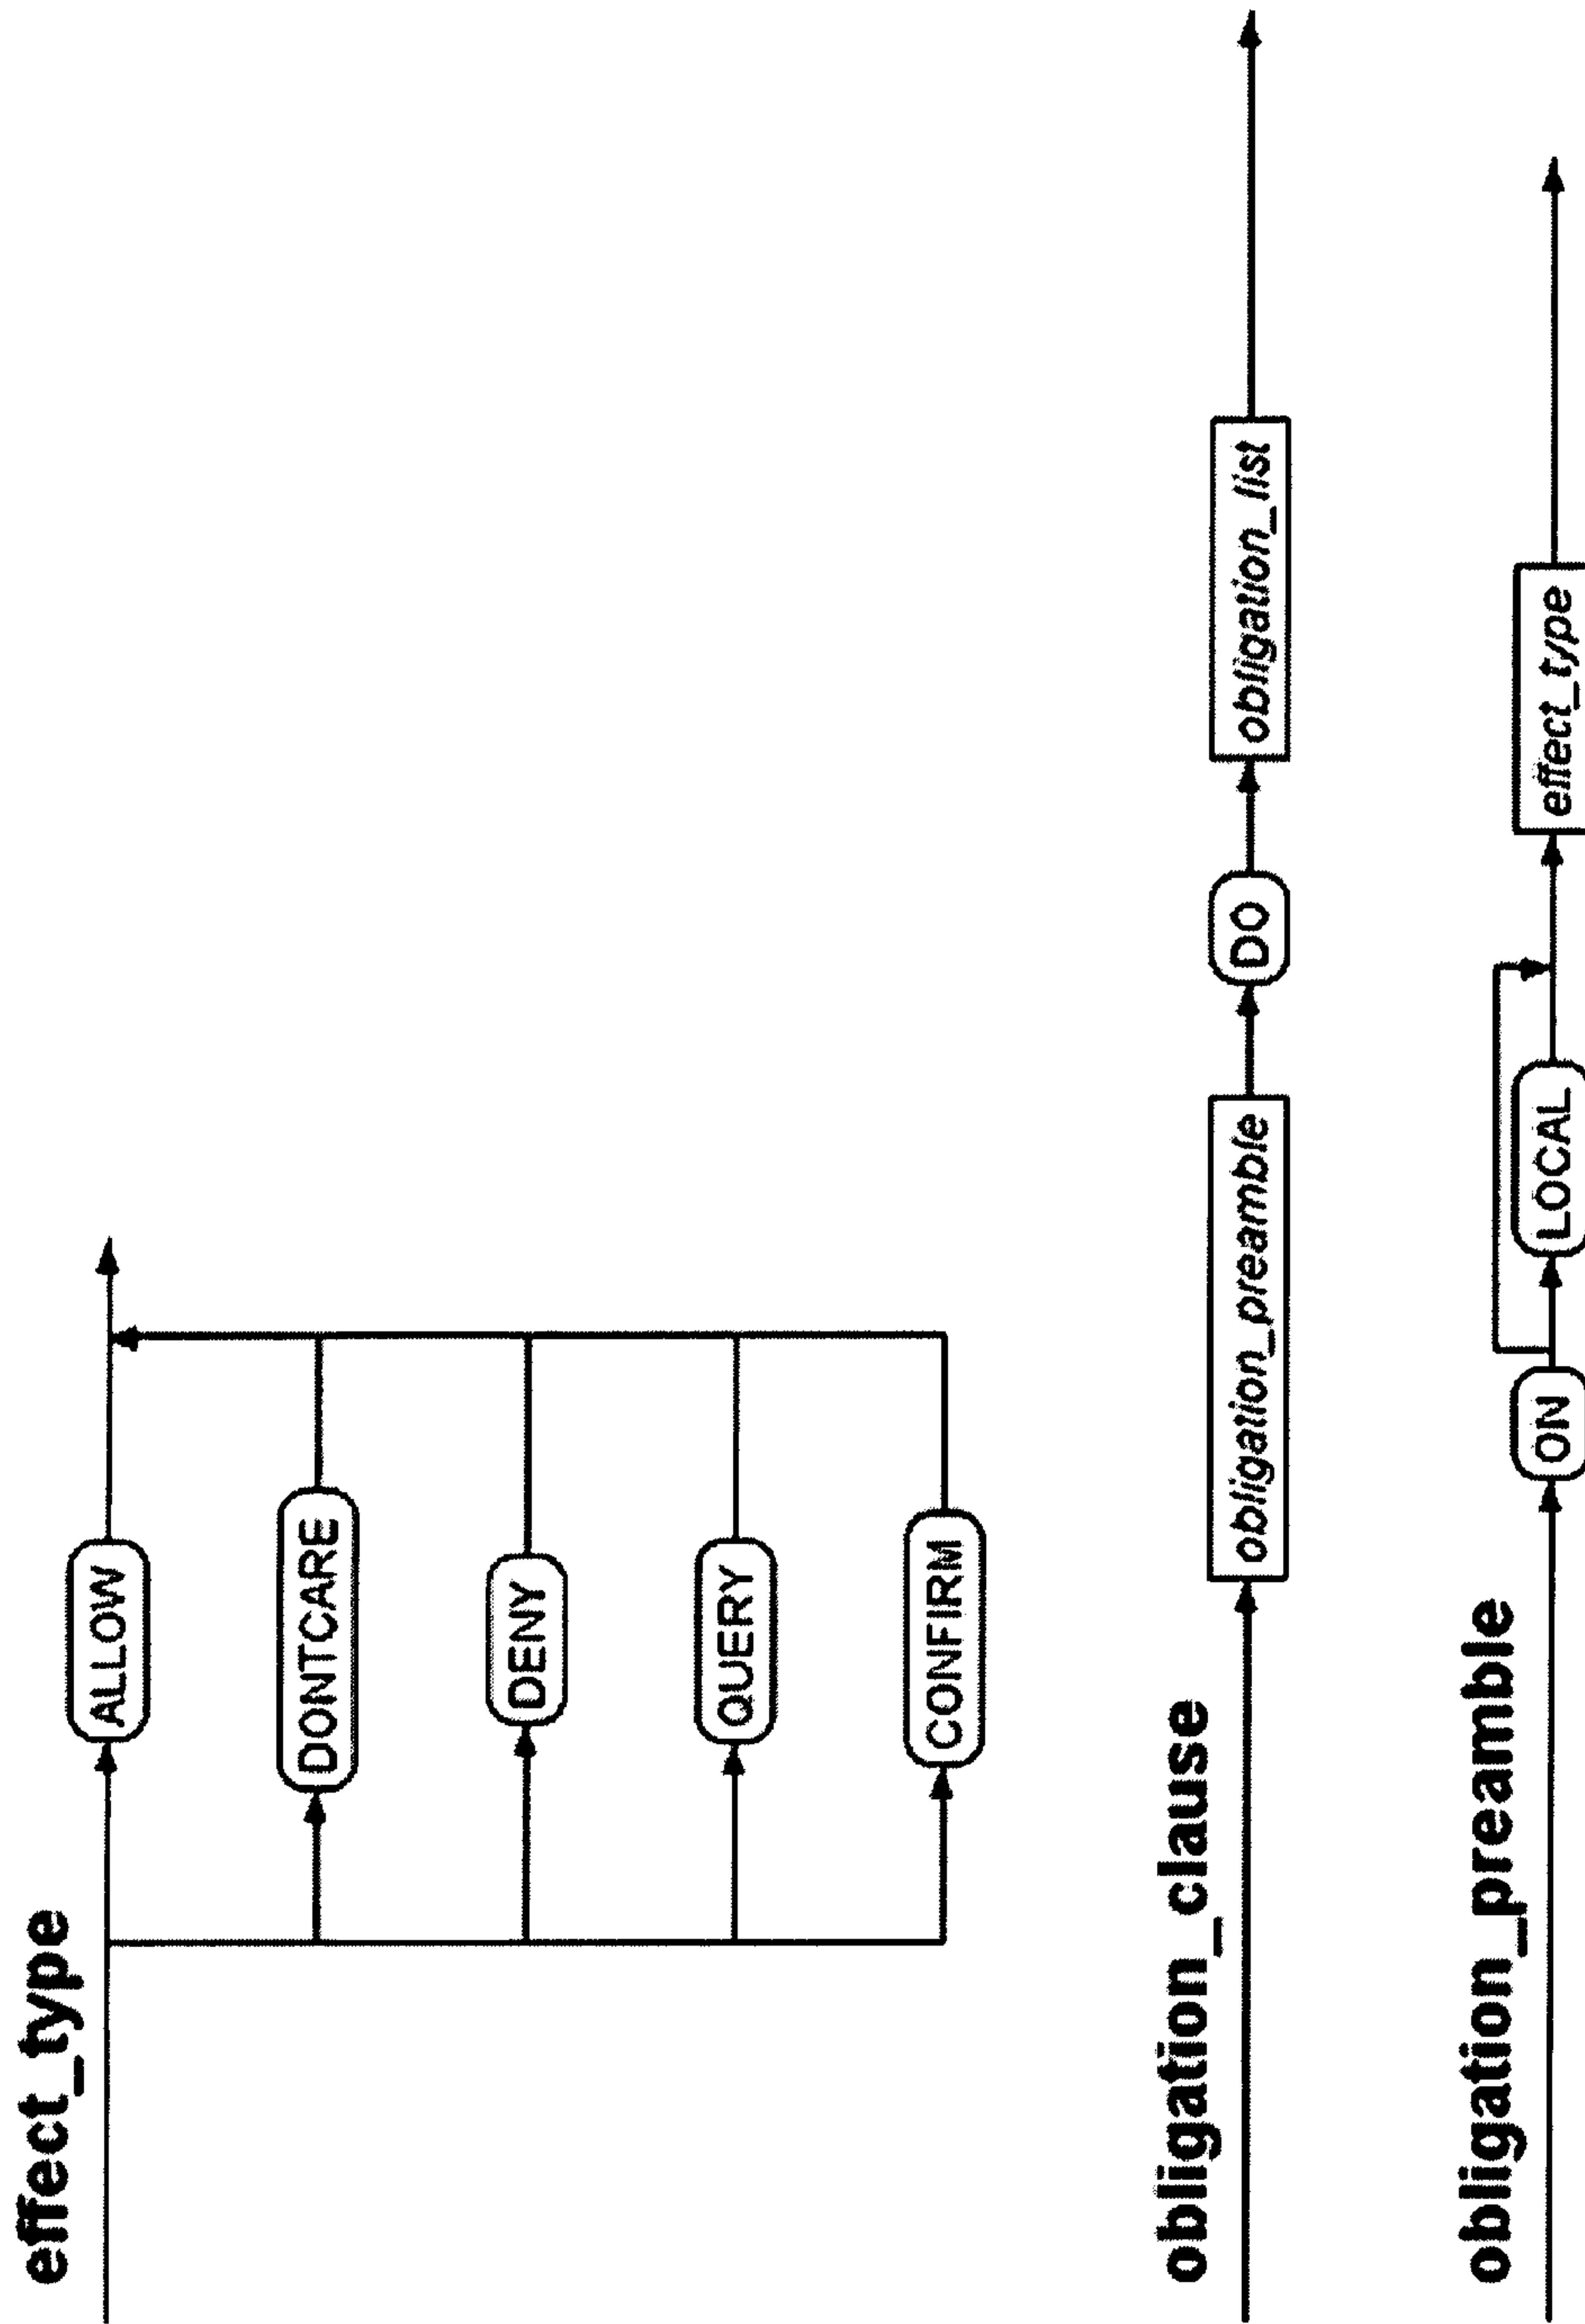 effect_type
ALLOW
DONTCARE
DENY
QUERY
CONFIRM
obligation_clause
obligation_preamble DO obligation_list
obligation_preamble
ON LOCAL effect_type